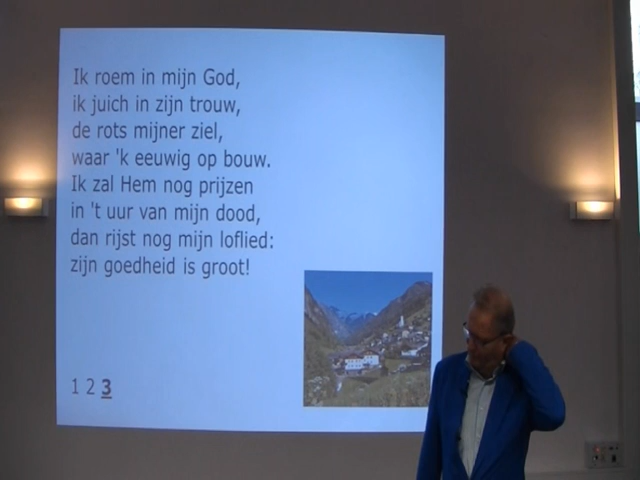 Ik roem in mijn God,
ik juich in zijn trouw,
de rots mijner ziel,
waar 'k eeuwig op bouw.
Ik zal Hem nog prijzen
in 't uur van mijn dood,
dan rijst nog mijn loflied:
zijn goedheid is groot!
1 2 3